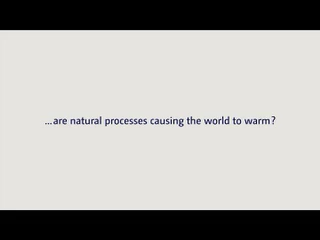 ...are natural processes causing the world to warm?